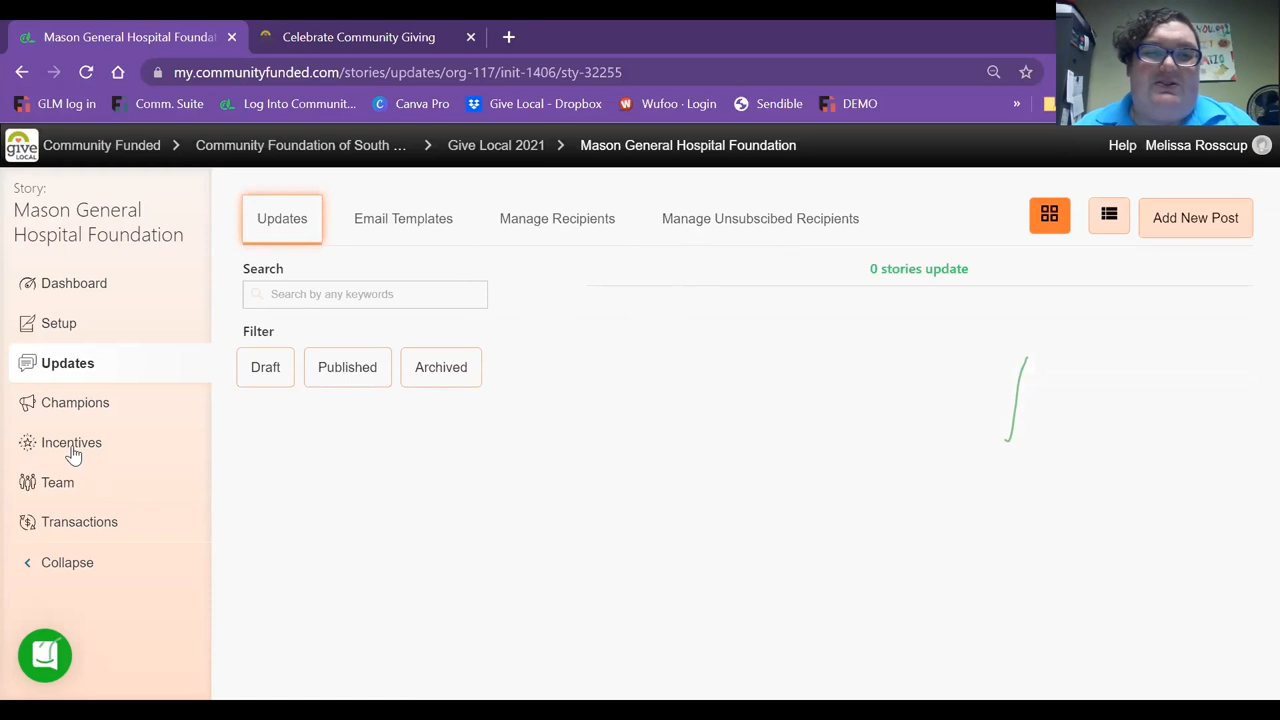 Mason General Hospital Founda
Celebrate Community Giving
my.communityfunded.com/stories/updates/org-117/init-1406/sty-32255
GLM log in
Comm. Suite
Log Into Communit...
Canva Pro
Give Local - Dropbox
Wufoo · Login
Sendible
DEMO
»
give LOCAL
Community Funded > Community Foundation of South ... > Give Local 2021 > Mason General Hospital Foundation
Help Melissa Rosscup
Story:
Mason General
Hospital Foundation
Dashboard
Setup
Updates
Champions
Incentives
Team
Transactions
Collapse
Updates
Email Templates
Manage Recipients
Manage Unsubscibed Recipients
Add New Post
Search
Search by any keywords
0 stories update
Filter
Draft
Published
Archived